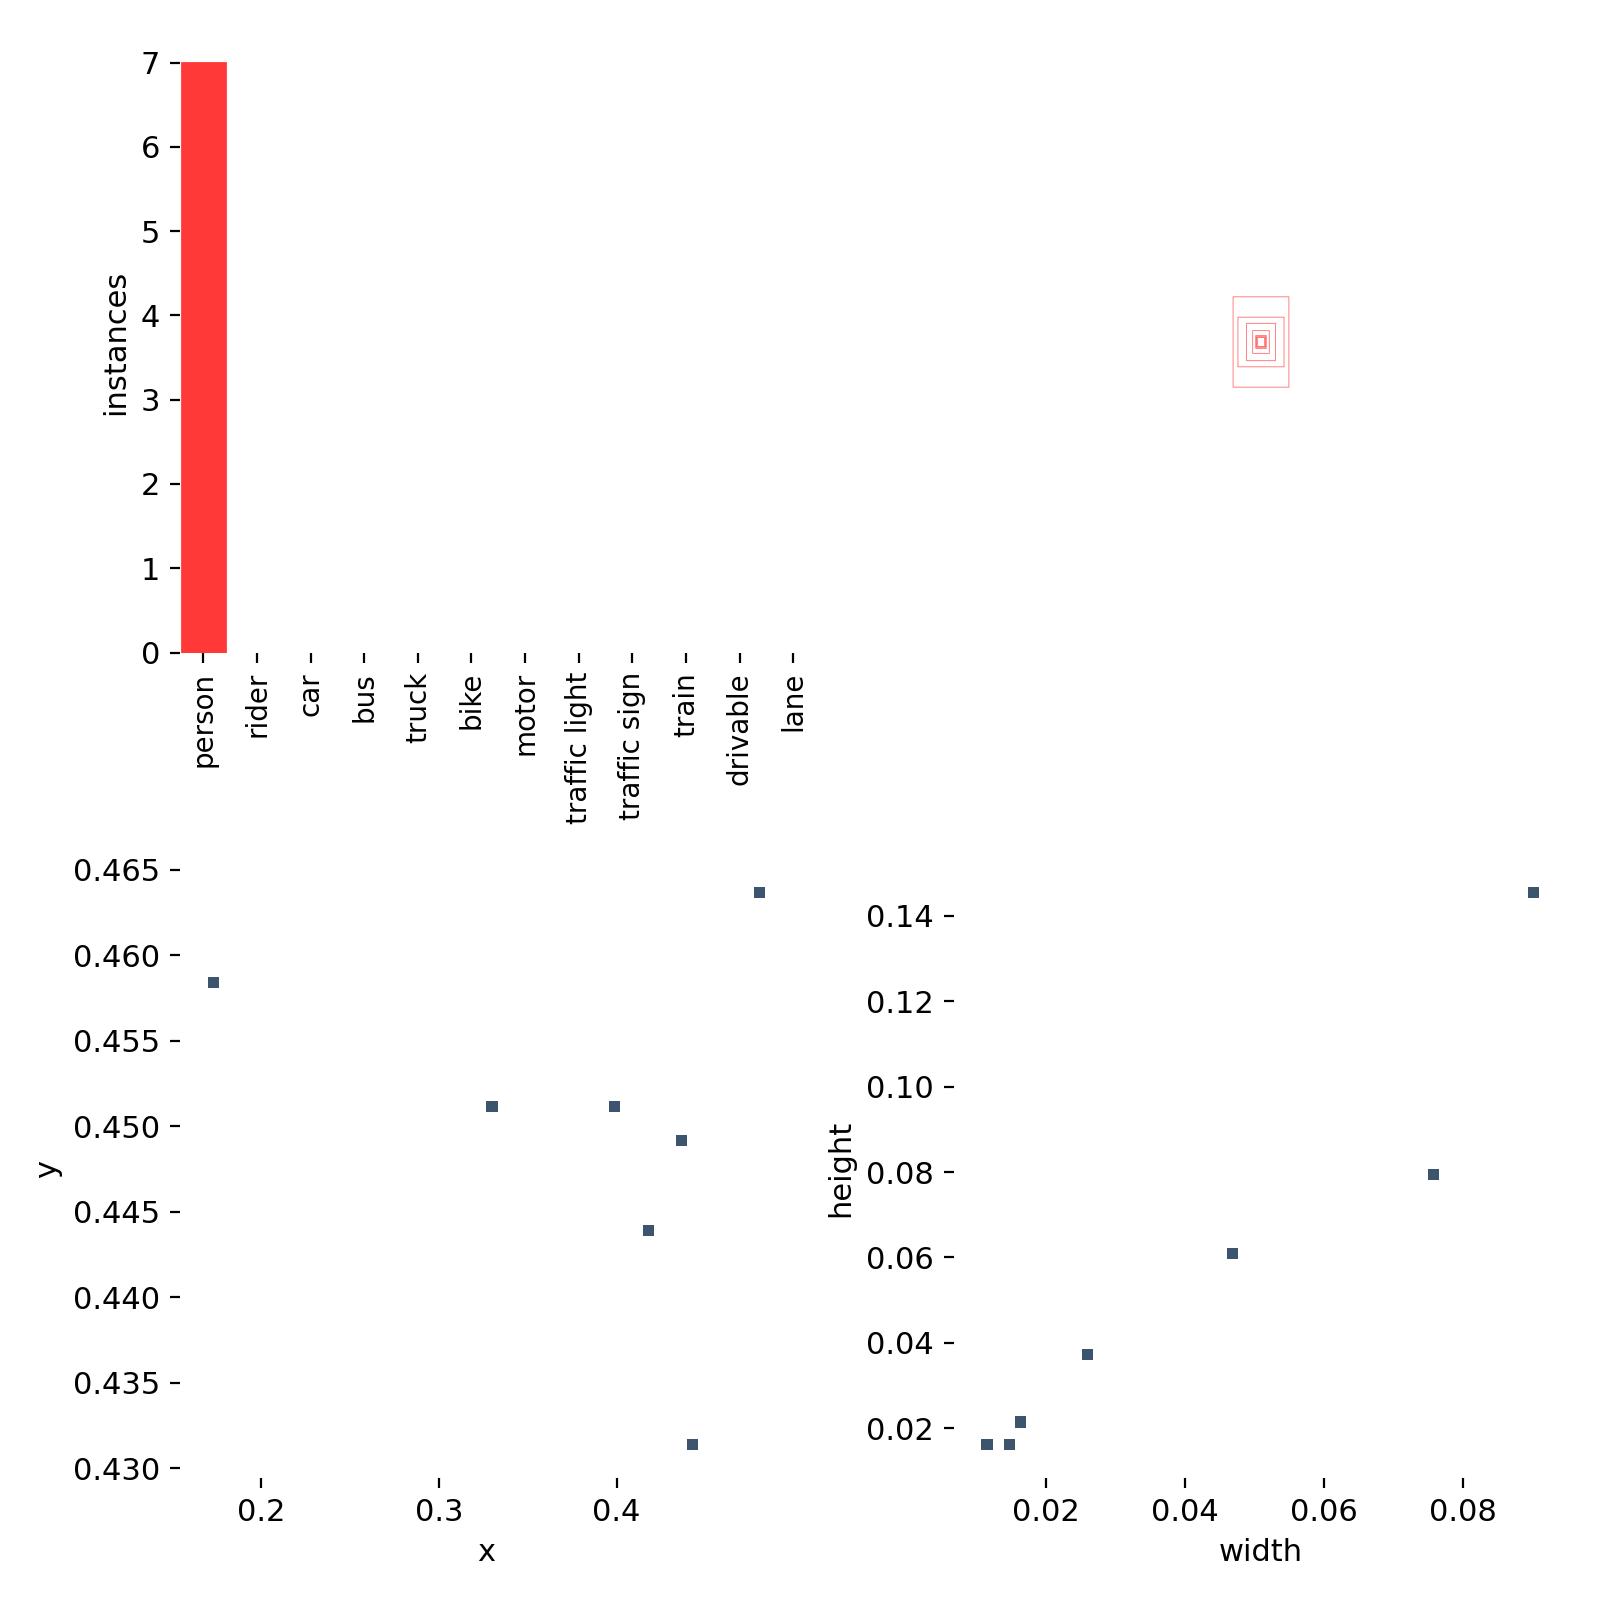 7
6
5
4
3
2
1
0
instances
person
rider
car
bus
truck
bike
motor
traffic light
traffic sign
train
drivable
lane
0.465
0.460
0.455
0.450
0.445
0.440
0.435
0.430
y
0.2 0.3 0.4
x
0.14
0.12
0.10
0.08
0.06
0.04
0.02
height
0.02 0.04 0.06 0.08
width